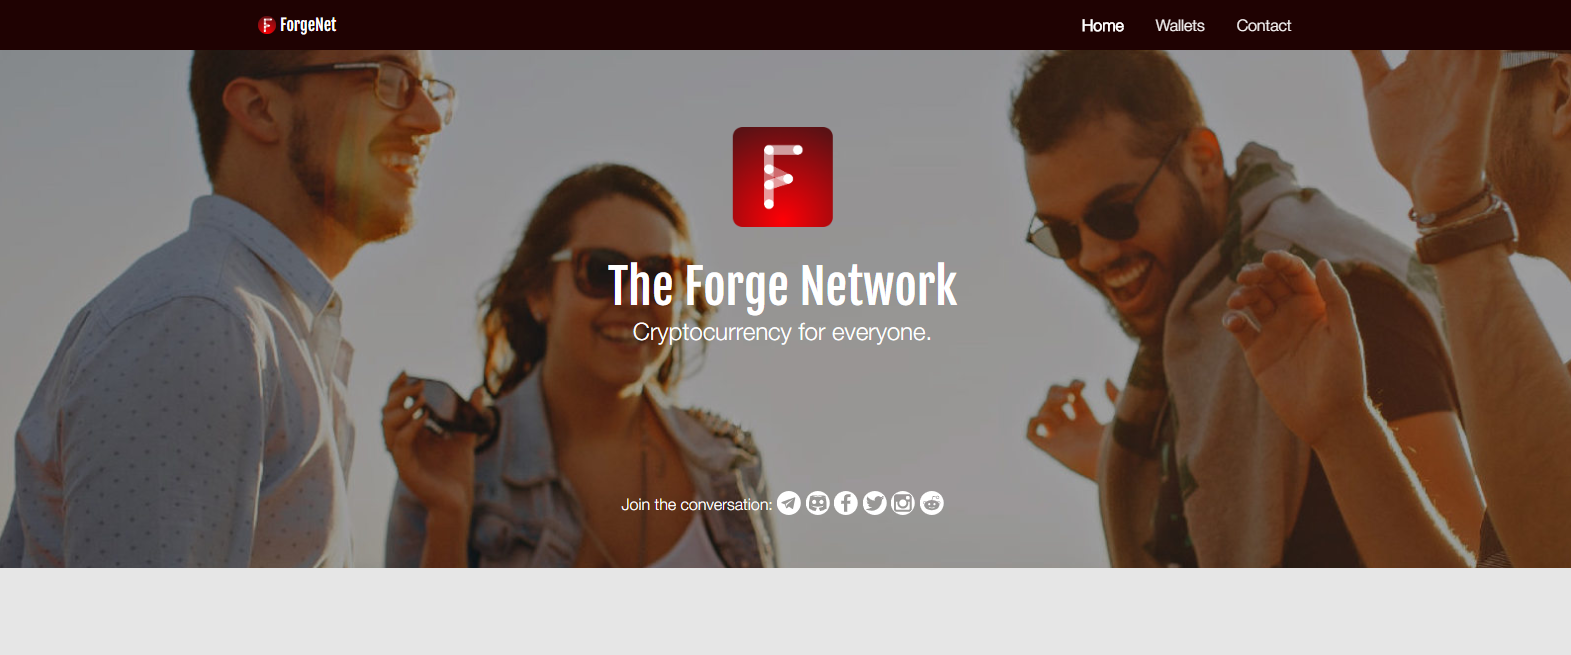 ForgeNet
Home Wallets Contact
F
The Forge Network
Cryptocurrency for everyone.
Join the conversation: